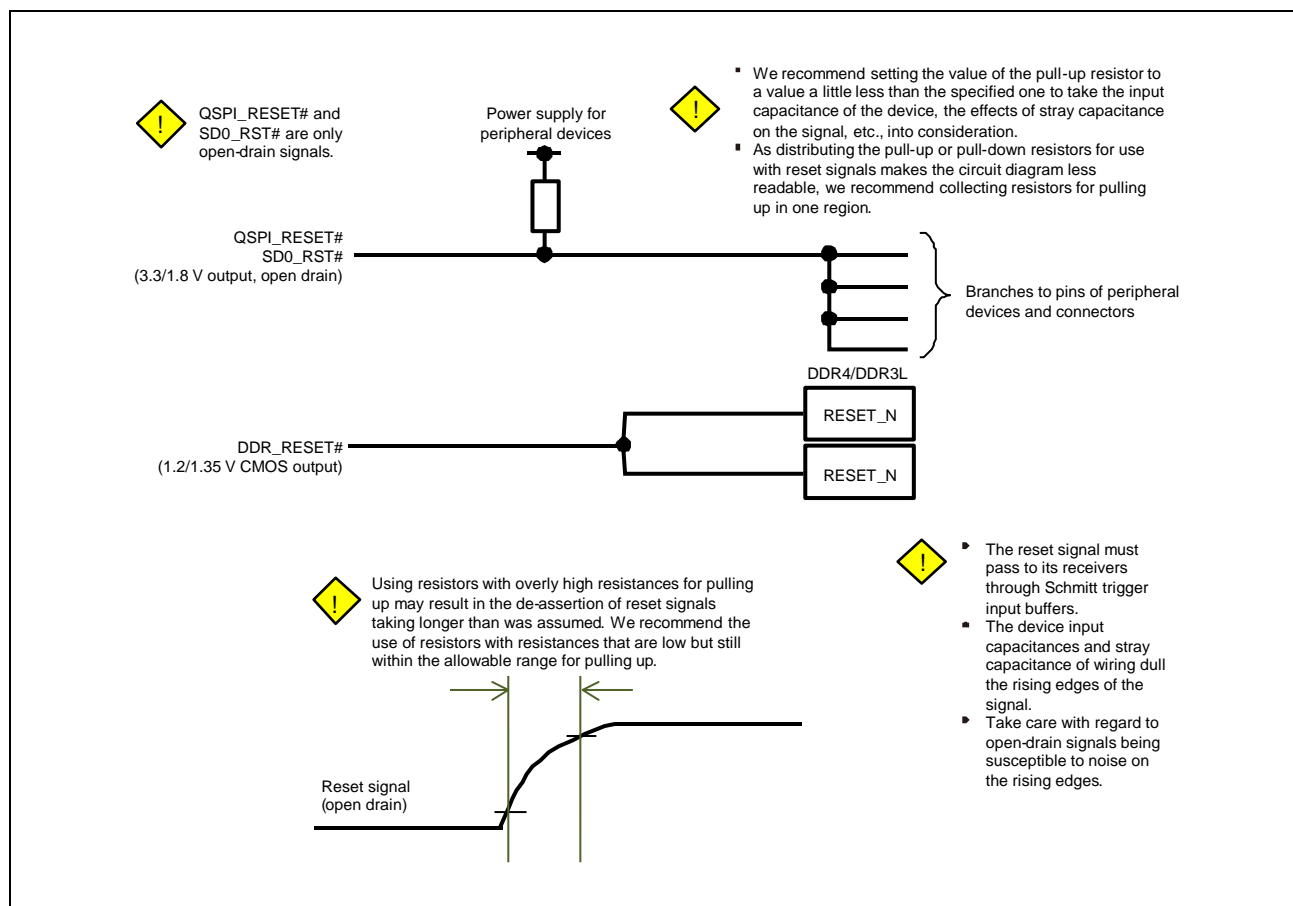 !
QSPI_RESET# and
SD0_RST# are only
open-drain signals.
Power supply for
peripheral devices
!
▪ We recommend setting the value of the pull-up resistor to
a value a little less than the specified one to take the input
capacitance of the device, the effects of stray capacitance
on the signal, etc., into consideration.
▪ As distributing the pull-up or pull-down resistors for use
with reset signals makes the circuit diagram less
readable, we recommend collecting resistors for pulling
up in one region.
QSPI_RESET#
SD0_RST#
(3.3/1.8 V output, open drain)
Branches to pins of peripheral
devices and connectors
DDR4/DDR3L
RESET_N
DDR_RESET#
(1.2/1.35 V CMOS output)
RESET_N
!
Using resistors with overly high resistances for pulling
up may result in the de-assertion of reset signals
taking longer than was assumed. We recommend the
use of resistors with resistances that are low but still
within the allowable range for pulling up.
!
▪ The reset signal must
pass to its receivers
through Schmitt trigger
input buffers.
▪ The device input
capacitances and stray
capacitance of wiring dull
the rising edges of the
signal.
▪ Take care with regard to
open-drain signals being
susceptible to noise on
the rising edges.
Reset signal
(open drain)